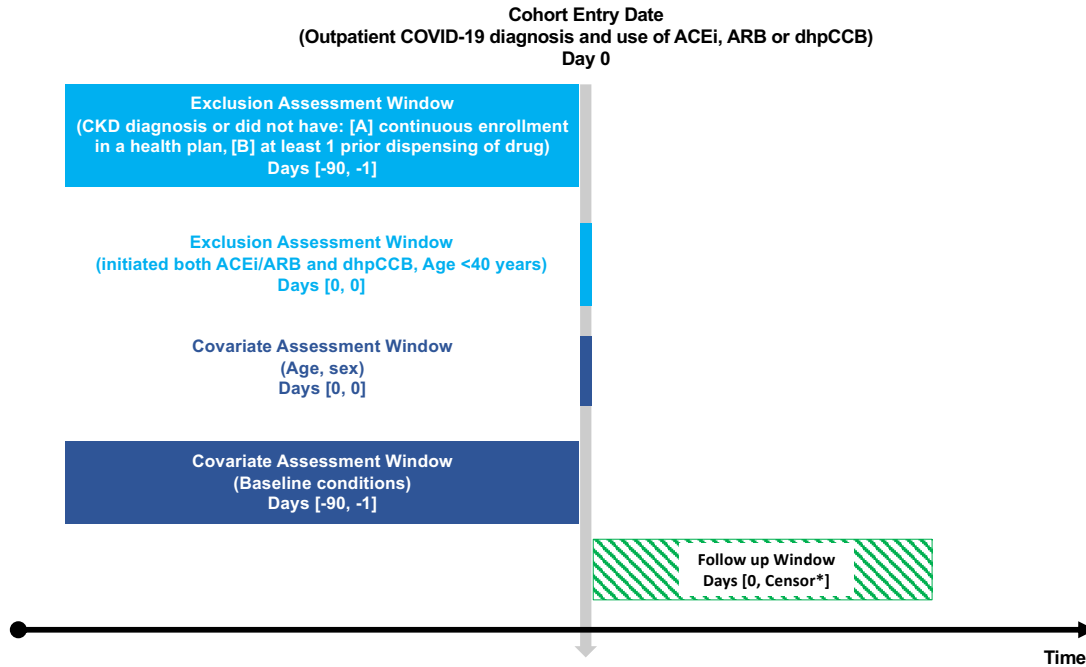 Cohort Entry Date
(Outpatient COVID-19 diagnosis and use of ACEi, ARB or dhpCCB)
Day 0
Exclusion Assessment Window
(CKD diagnosis or did not have: [A] continuous enrollment
in a health plan, [B] at least 1 prior dispensing of drug)
Days [-90, -1]
Exclusion Assessment Window
(initiated both ACEi/ARB and dhpCCB, Age <40 years)
Days [0, 0]
Covariate Assessment Window
(Age, sex)
Days [0, 0]
Covariate Assessment Window
(Baseline conditions)
Days [-90, -1]
Follow up Window
Days [0, Censor*]
Time